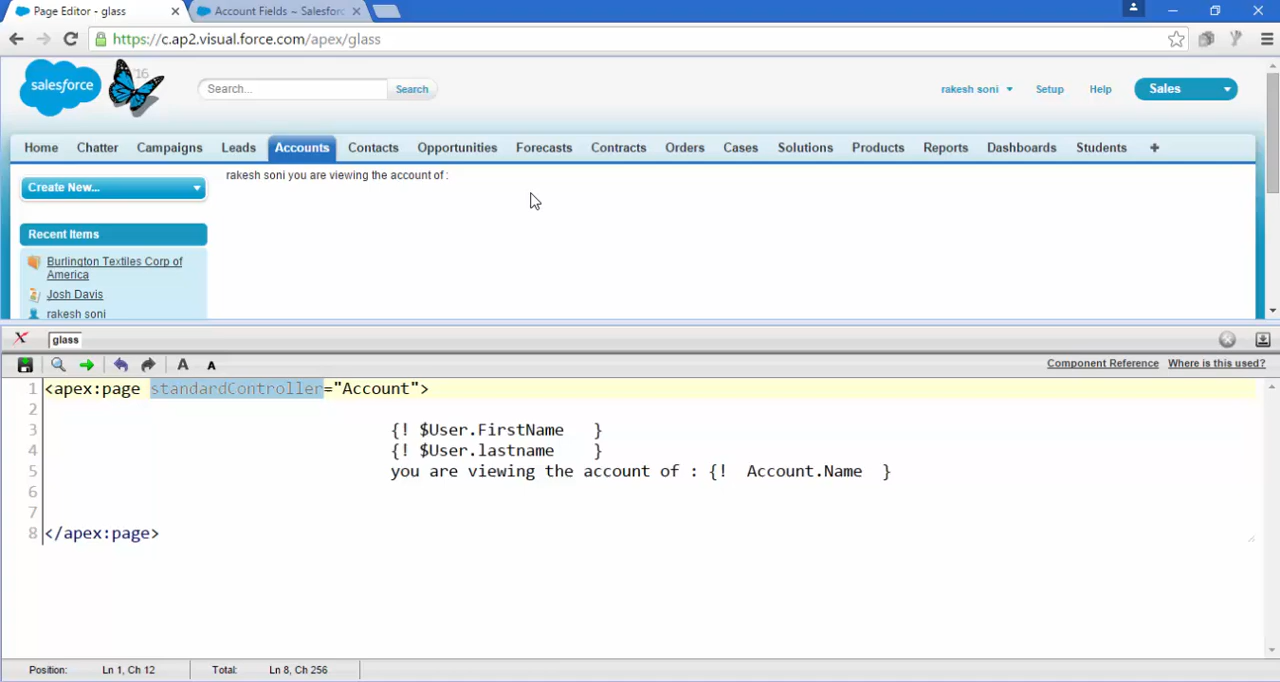 Page Editor - glass
Account Fields ~ Salesforc
https://c.ap2.visual.force.com/apex/glass
salesforce
'16
Search...
Search
rakesh soni
Setup
Help
Sales
Home
Chatter
Campaigns
Leads
Accounts
Contacts
Opportunities
Forecasts
Contracts
Orders
Cases
Solutions
Products
Reports
Dashboards
Students
+
Create New...
rakesh soni you are viewing the account of :
Recent Items
Burlington Textiles Corp of
America
Josh Davis
rakesh soni
glass
A
A
Component Reference
Where is this used?
1 <apex:page standardController="Account">
2
3 {! $User.FirstName }
4 {! $User.lastname }
5 you are viewing the account of : {! Account.Name }
6
7
8 </apex:page>
Position: Ln 1, Ch 12 Total: Ln 8, Ch 256